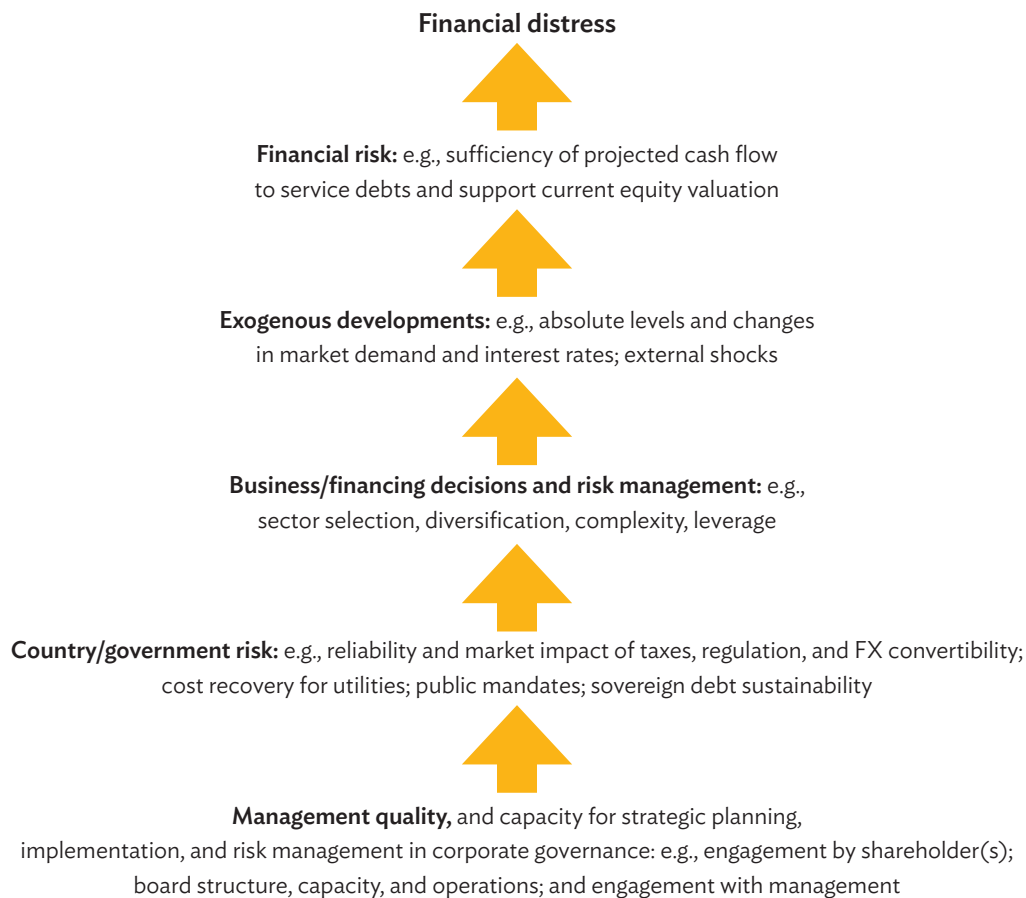 Financial distress
Financial risk: e.g., sufficiency of projected cash flow
to service debts and support current equity valuation
Exogenous developments: e.g., absolute levels and changes
in market demand and interest rates; external shocks
Business/financing decisions and risk management: e.g.,
sector selection, diversification, complexity, leverage
Country/government risk: e.g., reliability and market impact of taxes, regulation, and FX convertibility;
cost recovery for utilities; public mandates; sovereign debt sustainability
Management quality, and capacity for strategic planning,
implementation, and risk management in corporate governance: e.g., engagement by shareholder(s);
board structure, capacity, and operations; and engagement with management